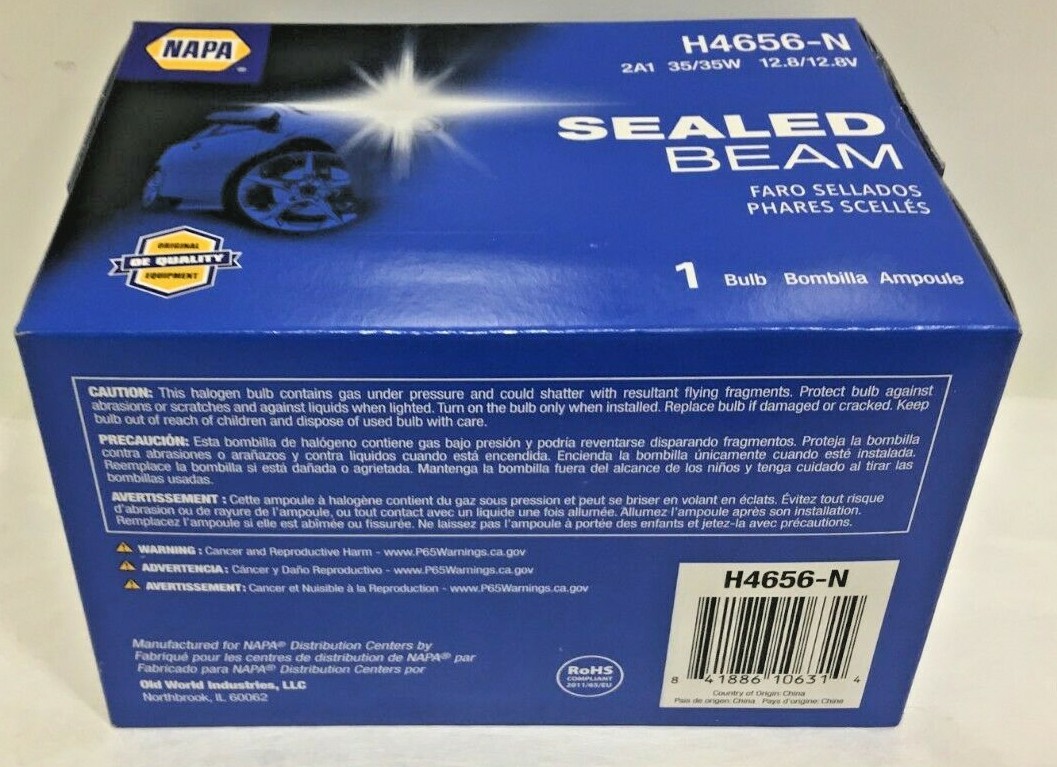 NAPA
H4656-N
2A1 35/35W 12.8/12.8V
SEALED
BEAM
FARO SELLADOS
PHARES SCELLÉS
ORIGINAL
OE QUALITY
EQUIPMENT
1 Bulb Bombilla Ampoule
CAUTION: This halogen bulb contains gas under pressure and could shatter with resultant flying fragments. Protect bulb against
abrasions or scratches and against liquids when lighted. Turn on the bulb only when installed. Replace bulb if damaged or cracked. Keep
bulb out of reach of children and dispose of used bulb with care.
PRECAUCIÓN: Esta bombilla de halógeno contiene gas bajo presión y podría reventarse disparando fragmentos. Proteja la bombilla
contra abrasiones o arañazos y contra liquidos cuando está encendida. Encienda la bombilla únicamente cuando esté instalada.
Reemplace la bombilla si está dañada o agrietada. Mantenga la bombilla fuera del alcance de los niños y tenga cuidado al tirar las
bombillas usadas.
AVERTISSEMENT : Cette ampoule à halogène contient du gaz sous pression et peut se briser en volant en éclats. Évitez tout risque
d'abrasion ou de rayure de l'ampoule, ou tout contact avec un liquide une fois allumée. Allumez l'ampoule après son installation.
Remplacez l'ampoule si elle est abîmée ou fissurée. Ne laissez pas l'ampoule à portée des enfants et jetez-la avec précautions.
WARNING : Cancer and Reproductive Harm - www.P65Warnings.ca.gov
ADVERTENCIA: Cáncer y Daño Reproductivo - www.P65Warnings.ca.gov
AVERTISSEMENT: Cancer et Nuisible à la Reproduction - www.P65Warnings.ca.gov
Manufactured for NAPA® Distribution Centers by
Fabriqué pour les centres de distribution de NAPA® par
Fabricado para NAPA® Distribution Centers por
Old World Industries, LLC
Northbrook, IL 60062
RoHS
COMPLIANT
2011/65/EU
H4656-N
8 41886 10631 4
Country of Origin: China
Pais de origen: China Pays d'origine: Chine